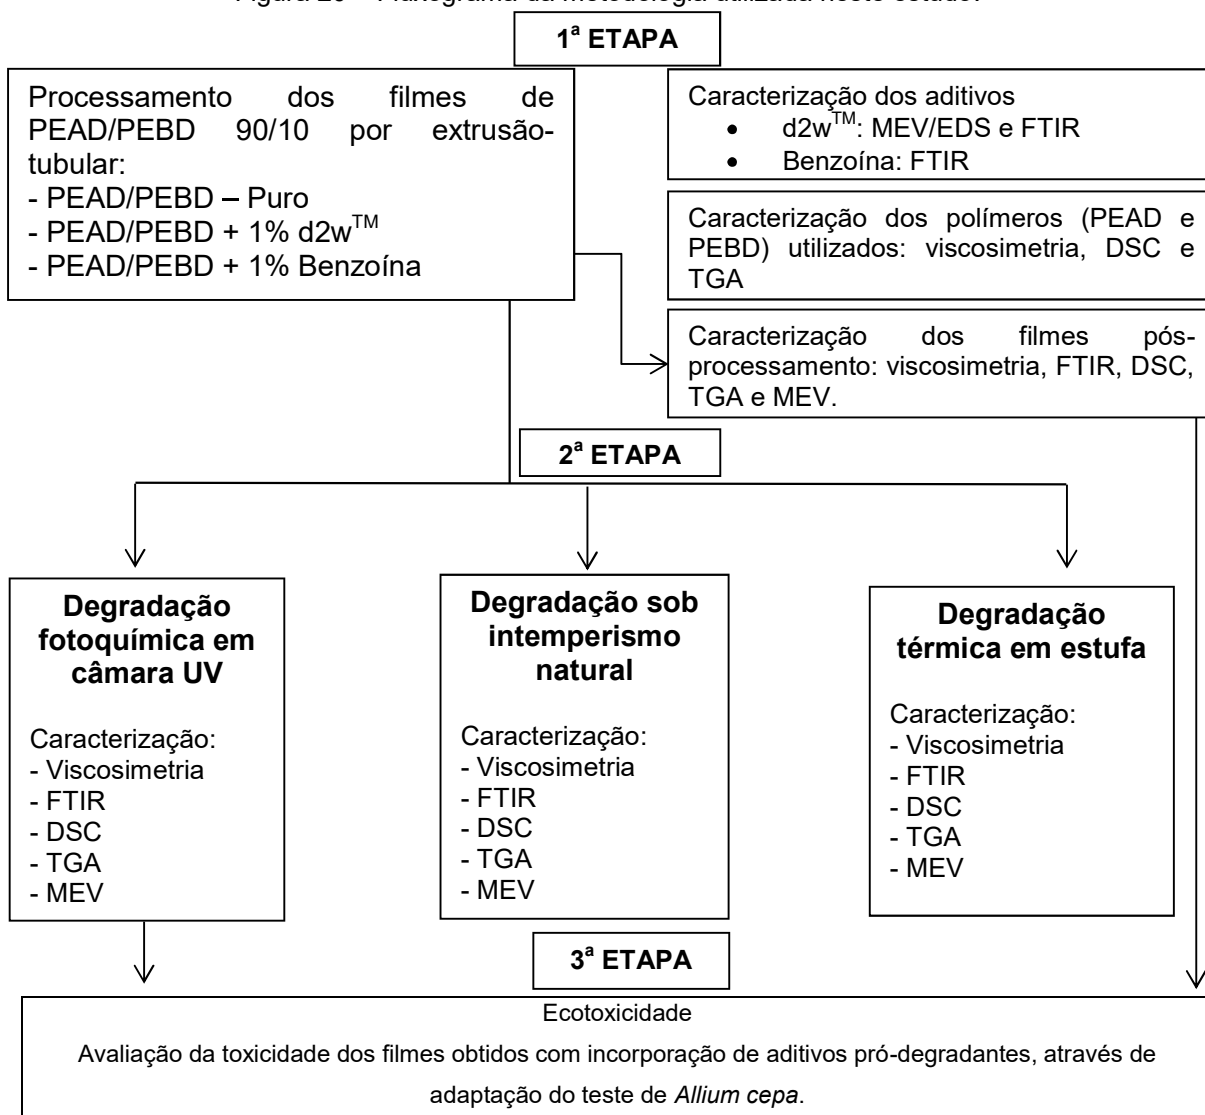 1ª ETAPA
Processamento dos filmes de
PEAD/PEBD 90/10 por extrusão-
tubular:
- PEAD/PEBD – Puro
- PEAD/PEBD + 1% d2w™
- PEAD/PEBD + 1% Benzoína
Caracterização dos aditivos
• d2w™: MEV/EDS e FTIR
• Benzoína: FTIR
Caracterização dos polímeros (PEAD e
PEBD) utilizados: viscosimetria, DSC e
TGA
Caracterização dos filmes pós-
processamento: viscosimetria, FTIR, DSC,
TGA e MEV.
2ª ETAPA
Degradação
fotoquímica em
câmara UV
Caracterização:
- Viscosimetria
- FTIR
- DSC
- TGA
- MEV
Degradação sob
intemperismo
natural
Caracterização:
- Viscosimetria
- FTIR
- DSC
- TGA
- MEV
Degradação
térmica em estufa
Caracterização:
- Viscosimetria
- FTIR
- DSC
- TGA
- MEV
3ª ETAPA
Ecotoxicidade
Avaliação da toxicidade dos filmes obtidos com incorporação de aditivos pró-degradantes, através de
adaptação do teste de Allium cepa.